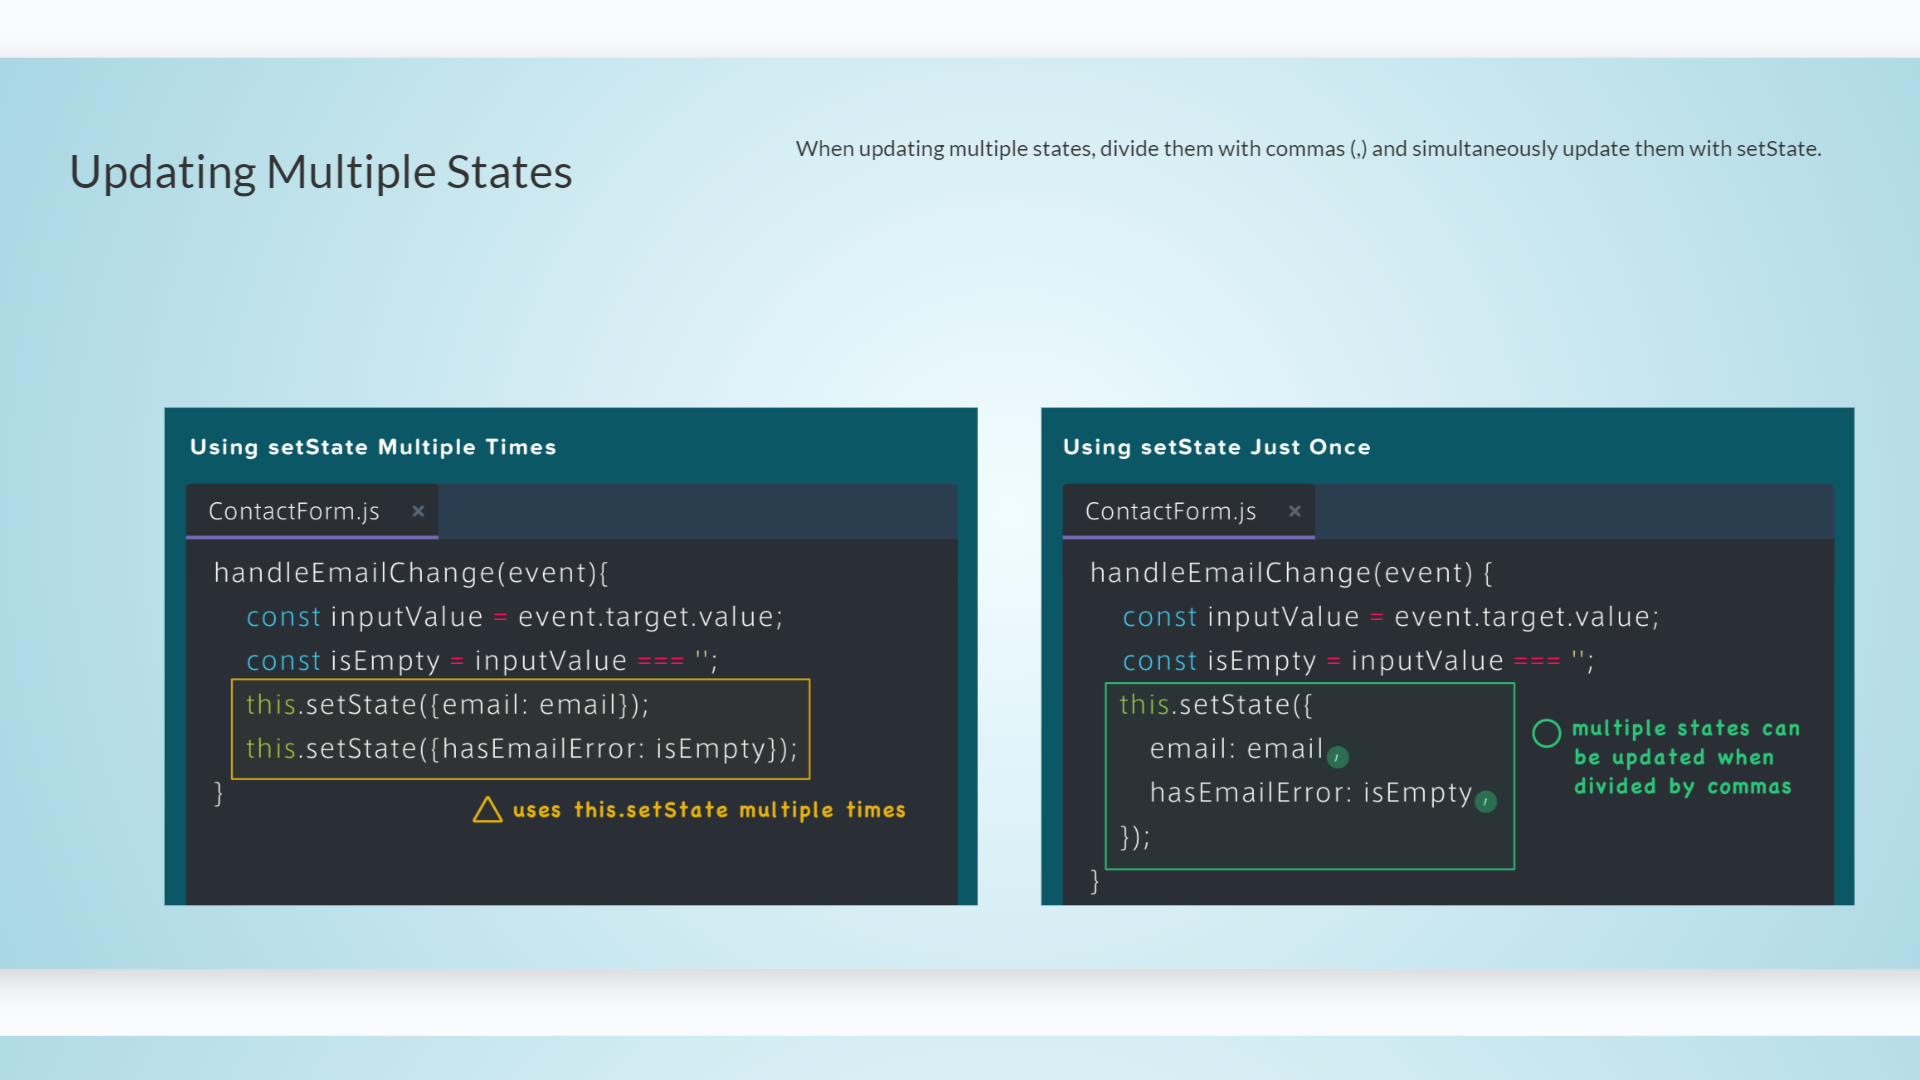 Updating Multiple States
When updating multiple states, divide them with commas (,) and simultaneously update them with setState.
Using setState Multiple Times
ContactForm.js ×
handleEmailChange(event){
const inputValue = event.target.value;
const isEmpty = inputValue === '';
this.setState({email: email});
this.setState({hasEmailError: isEmpty});
}
uses this.setState multiple times
Using setState Just Once
ContactForm.js ×
handleEmailChange(event) {
const inputValue = event.target.value;
const isEmpty = inputValue === '';
this.setState({
email: email,
hasEmailError: isEmpty,
});
}
multiple states can
be updated when
divided by commas